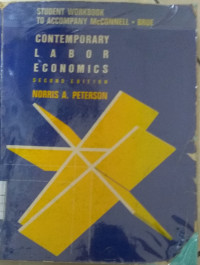 STUDENT WORKBOOK
TO ACCOMPANY McCONNELL • BRUE
CONTEMPORARY
LABOR
ECONOMICS
SECOND EDITION
NORRIS A. PETERSON